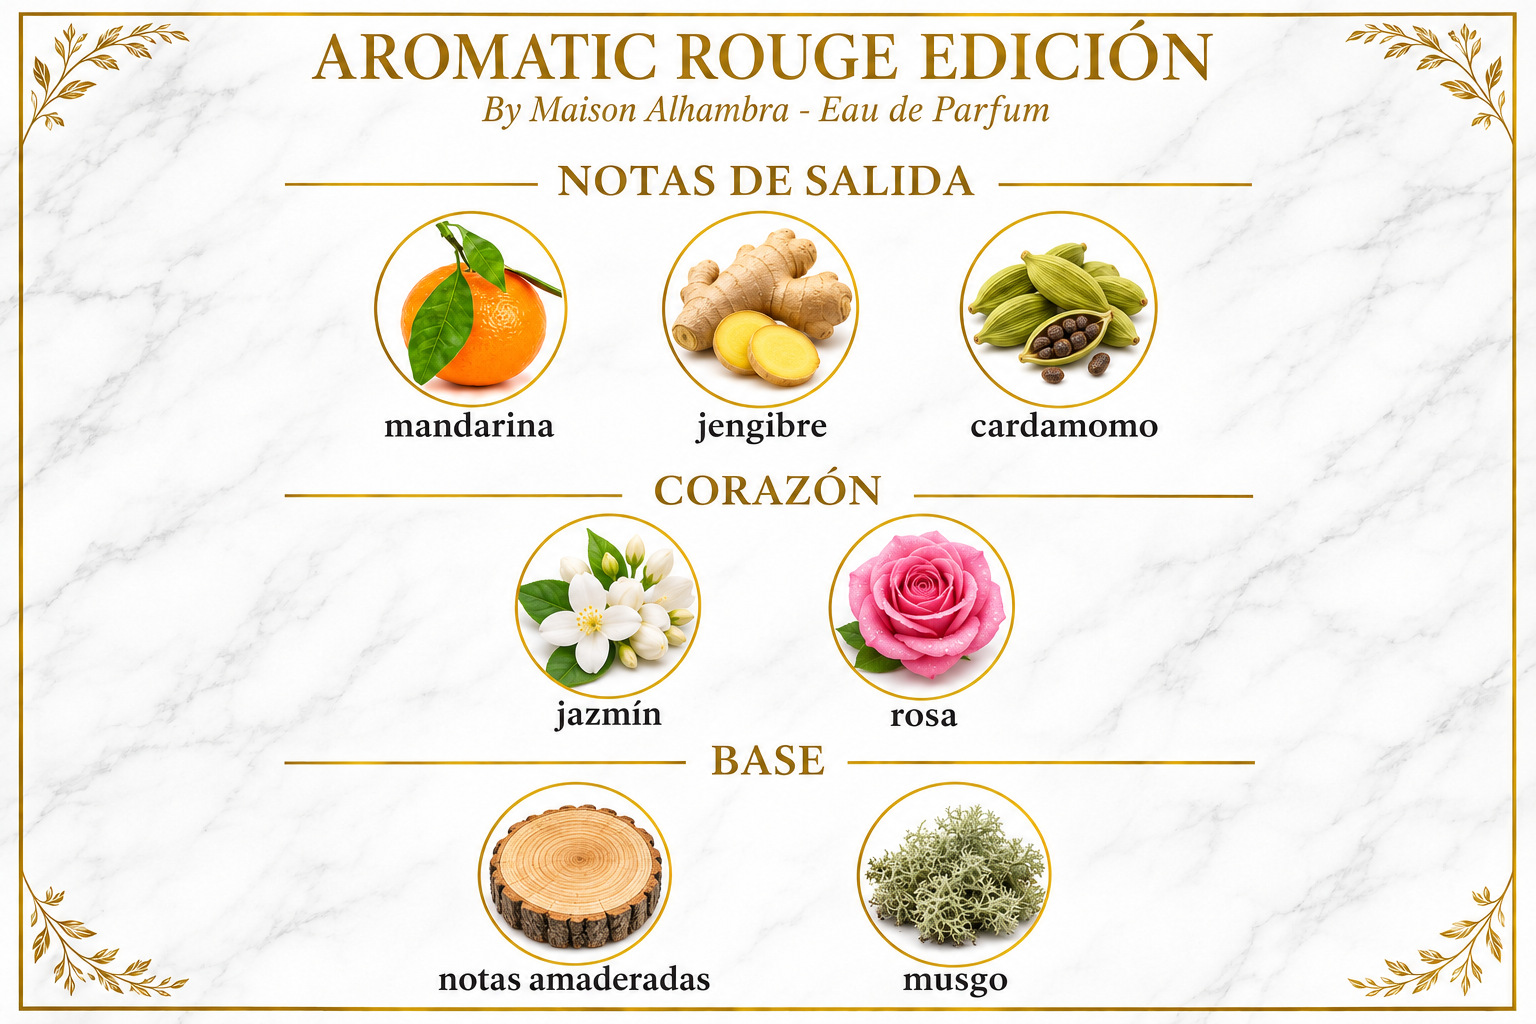 AROMATIC ROUGE EDICIÓN
By Maison Alhambra - Eau de Parfum
NOTAS DE SALIDA
mandarina
jengibre
cardamomo
CORAZÓN
jazmín
rosa
BASE
notas amaderadas
musgo